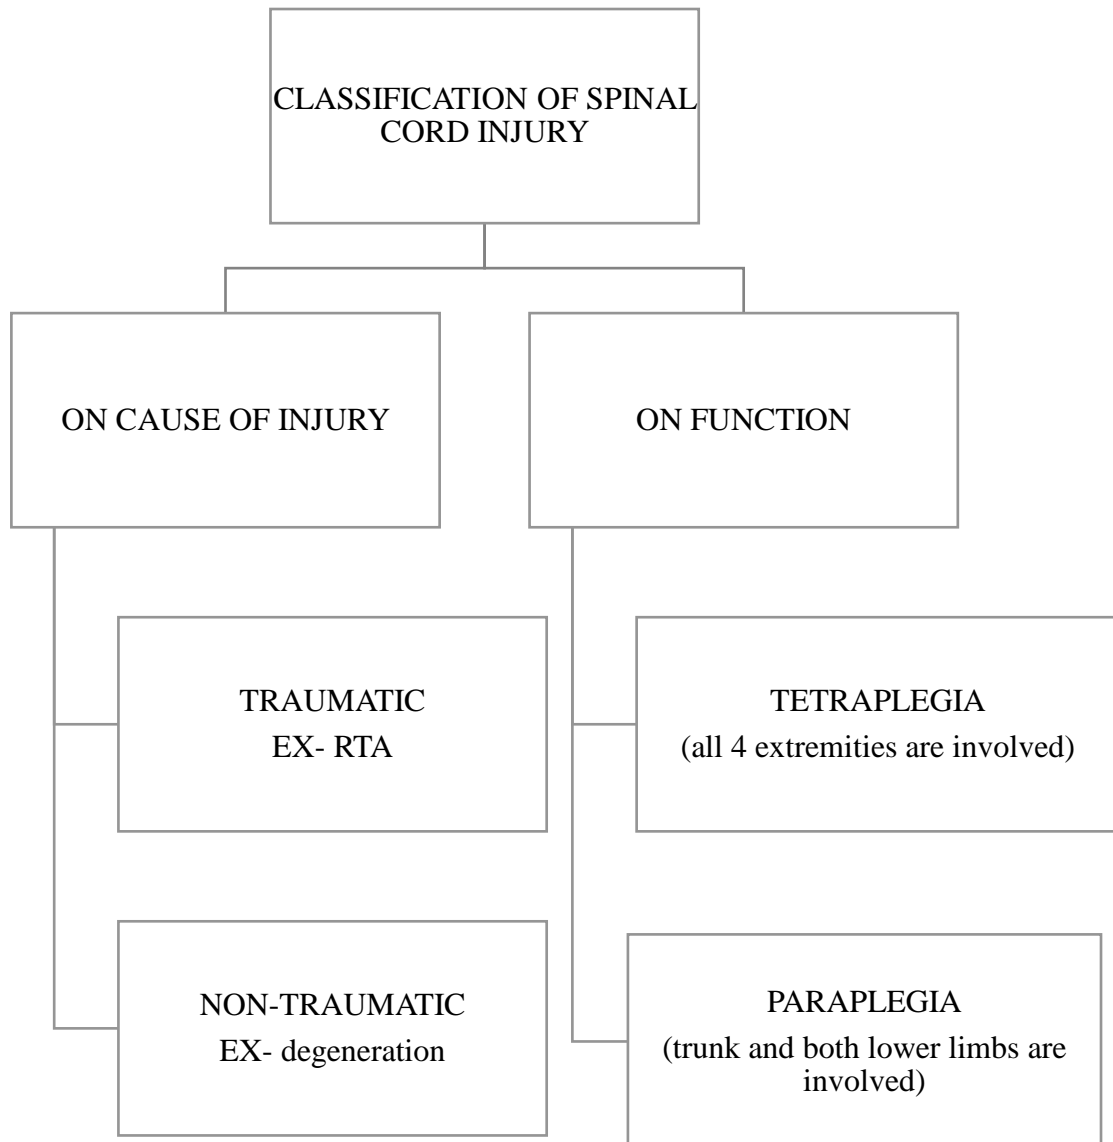 CLASSIFICATION OF SPINAL
CORD INJURY
ON CAUSE OF INJURY
TRAUMATIC
EX- RTA
NON-TRAUMATIC
EX- degeneration
ON FUNCTION
TETRAPLEGIA
(all 4 extremities are involved)
PARAPLEGIA
(trunk and both lower limbs are
involved)